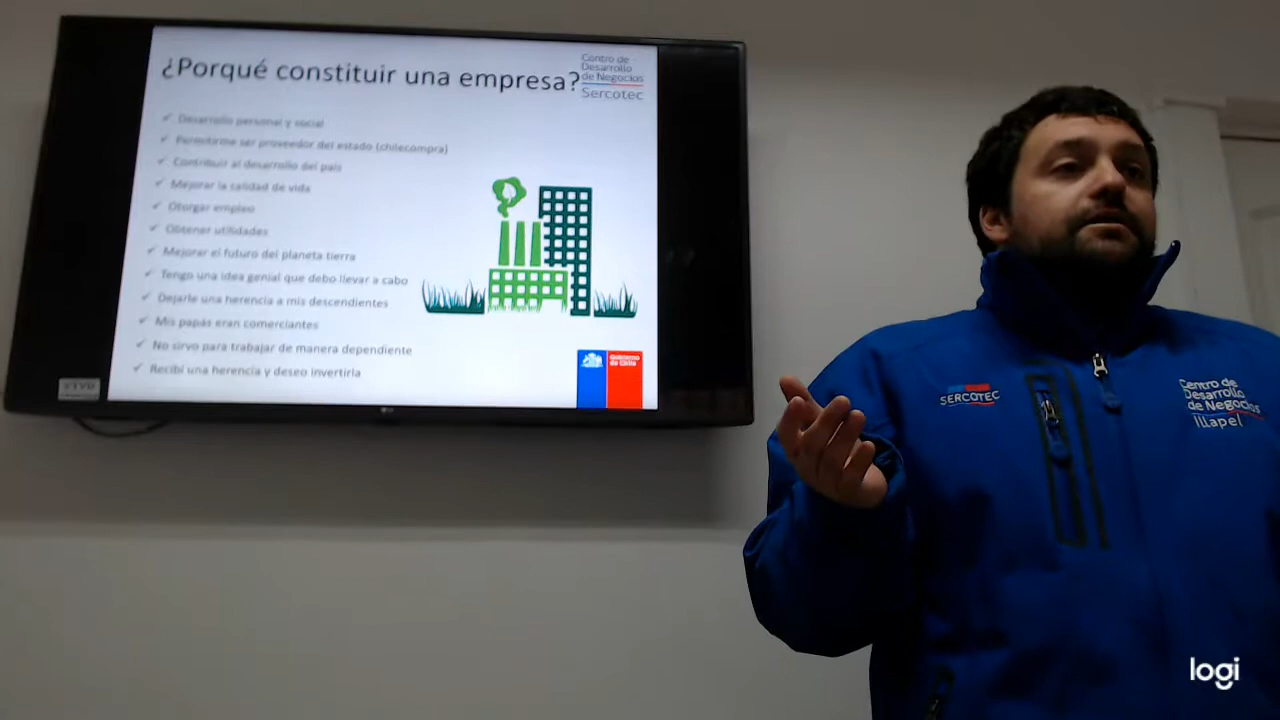 ¿Porqué constituir una empresa?
Centro de
Desarrollo
de Negocios
Sercotec
✓ Desarrollo personal y social
✓ Permitirme ser proveedor del estado (chilecompra)
✓ Contribuir al desarrollo del país
✓ Mejorar la calidad de vida
✓ Otorgar empleo
✓ Obtener utilidades
✓ Mejorar el futuro del planeta tierra
✓ Tengo una idea genial que debo llevar a cabo
✓ Dejarle una herencia a mis descendientes
✓ Mis papás eran comerciantes
✓ No sirvo para trabajar de manera dependiente
✓ Recibí una herencia y deseo invertirla
Gobierno
de Chile
LG
SERCOTEC
Centro de
Desarrollo
de Negocios
Illapel
logi